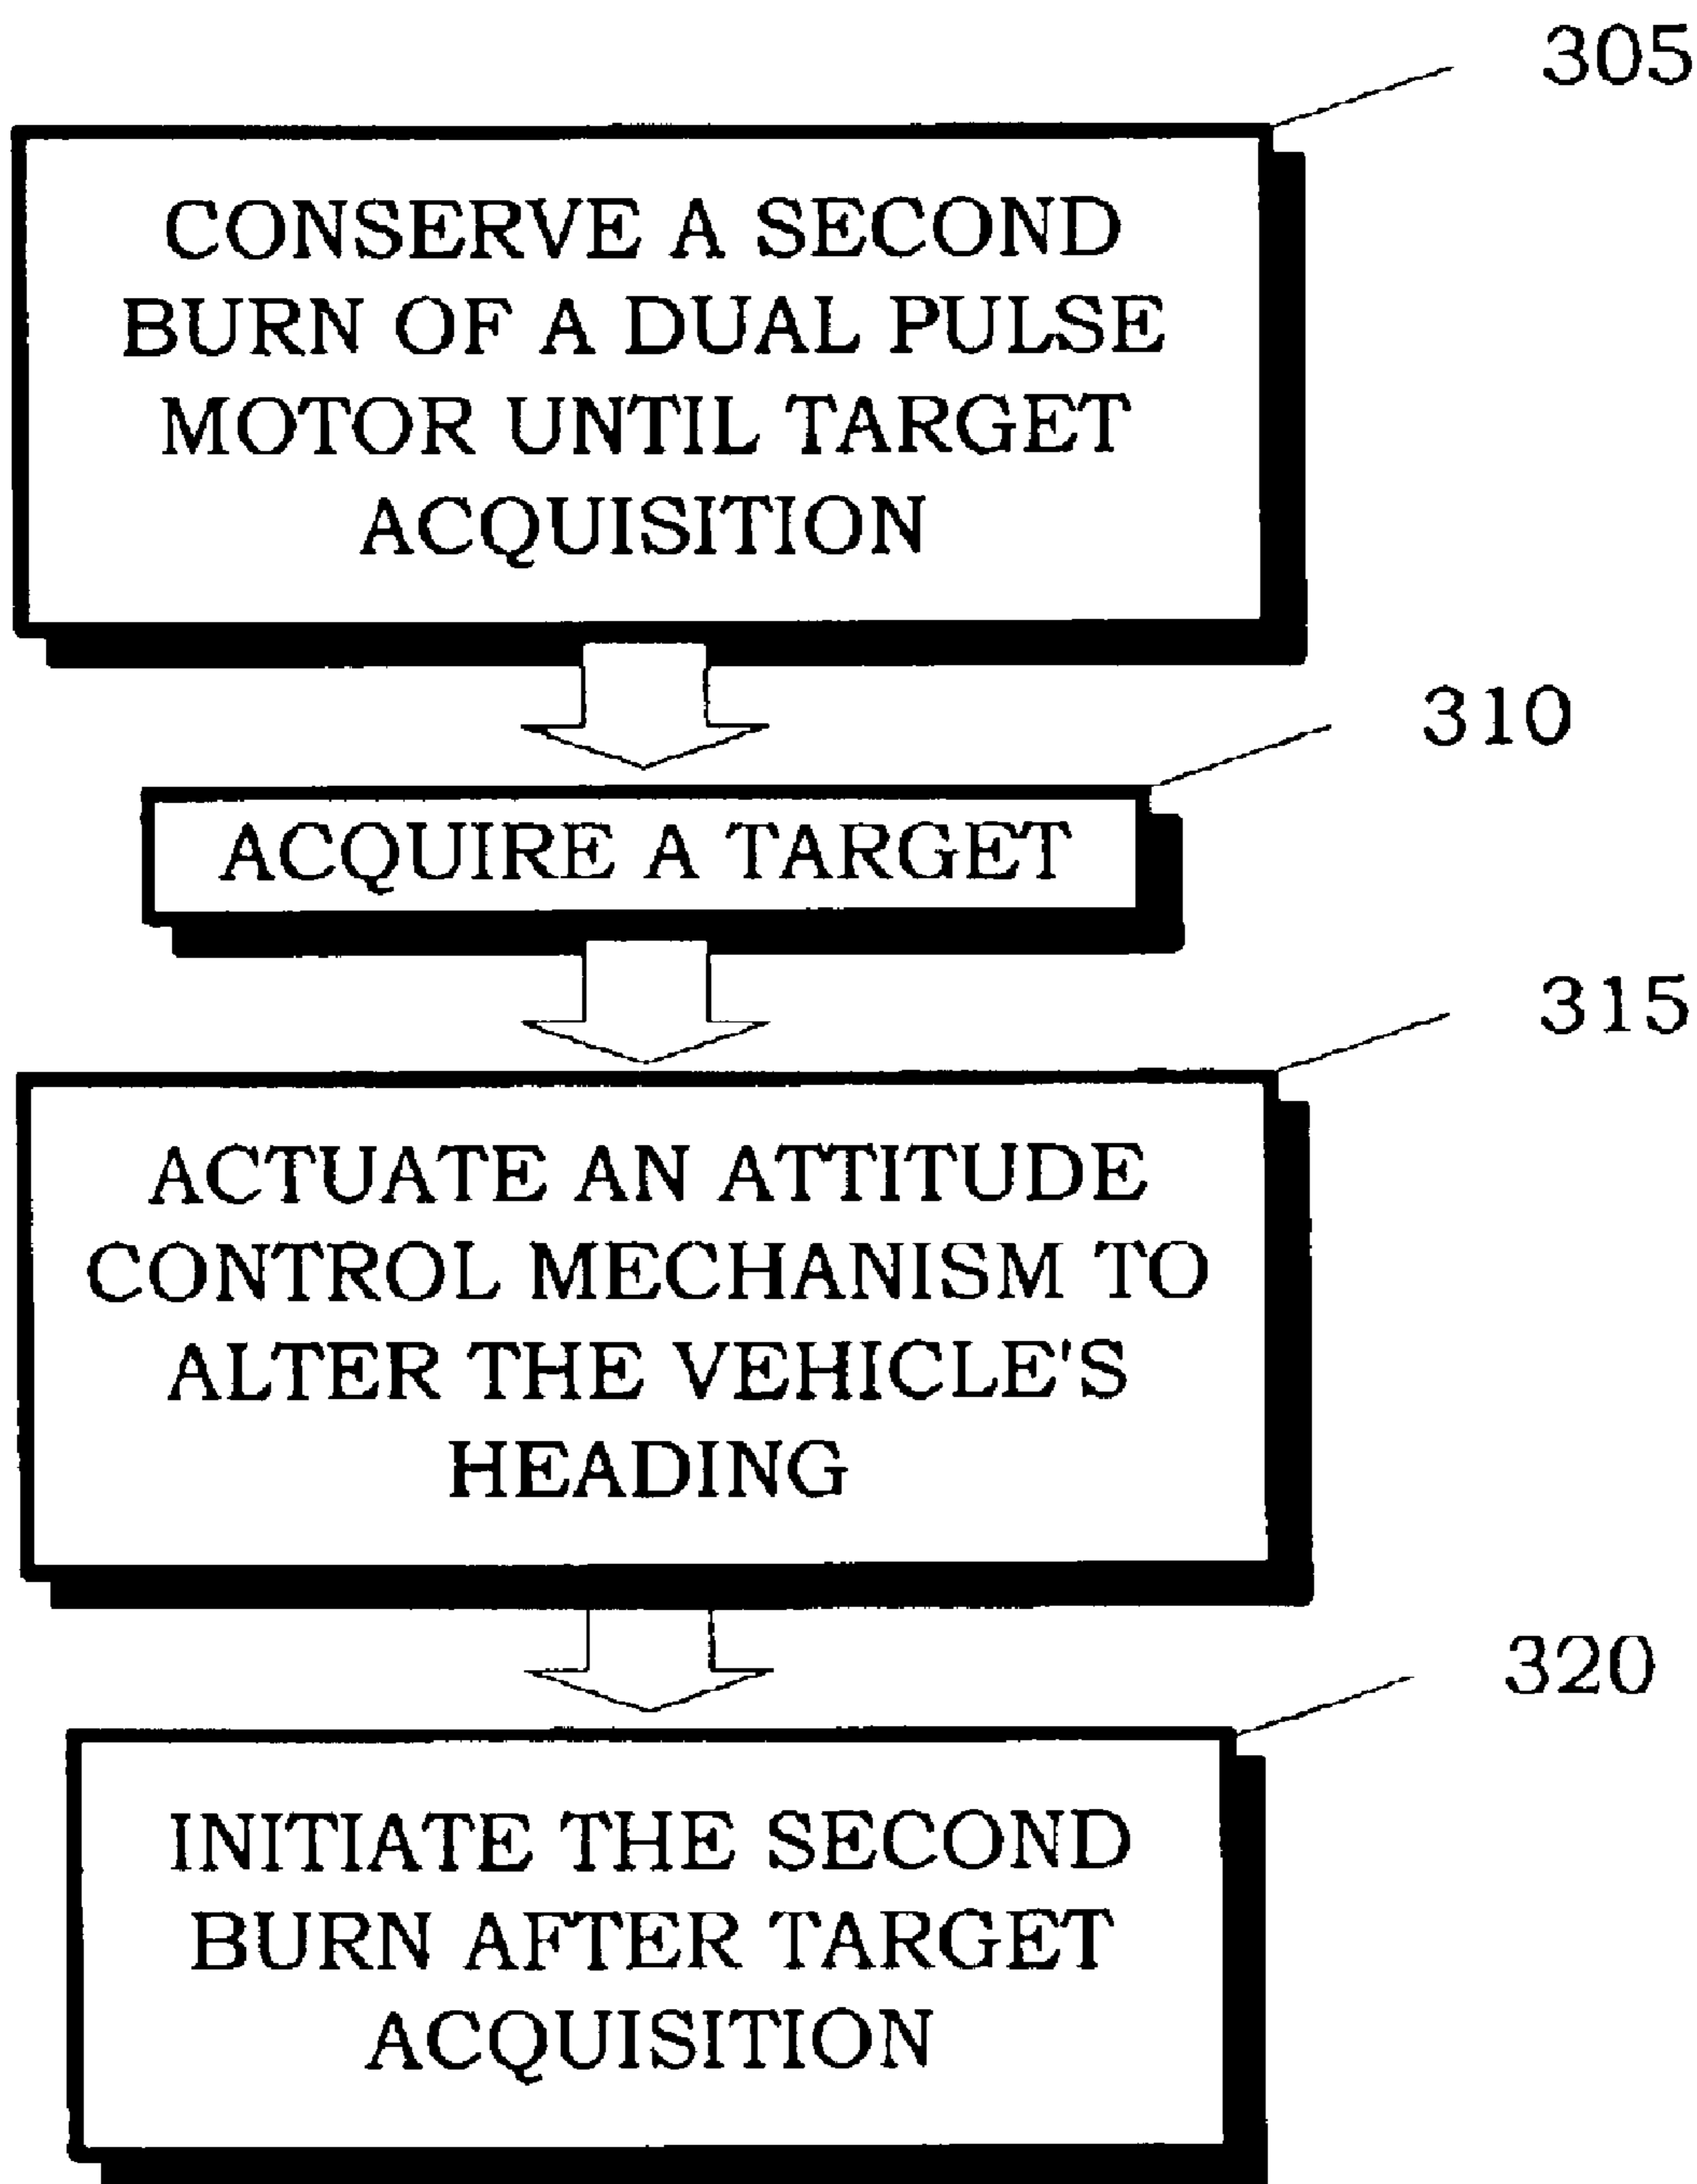 305
CONSERVE A SECOND
BURN OF A DUAL PULSE
MOTOR UNTIL TARGET
ACQUISITION
310
ACQUIRE A TARGET
315
ACTUATE AN ATTITUDE
CONTROL MECHANISM TO
ALTER THE VEHICLE'S
HEADING
320
INITIATE THE SECOND
BURN AFTER TARGET
ACQUISITION